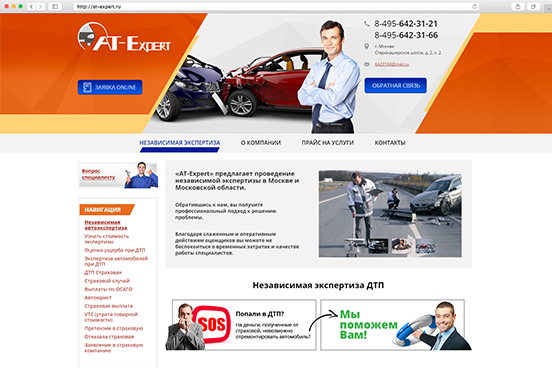 http://at-expert.ru
AT-Expert
8-495-642-31-21
8-495-642-31-66
г. Москва
Старокаширское шоссе, д. 2, к. 2
6423166@mail.ru
ЗАЯВКА ONLINE
ОБРАТНАЯ СВЯЗЬ
НЕЗАВИСИМАЯ ЭКСПЕРТИЗА О КОМПАНИИ ПРАЙС НА УСЛУГИ КОНТАКТЫ
Вопрос
специалисту
НАВИГАЦИЯ
Независимая
автоэкспертиза
Узнать стоимость
экспертизы
Оценка ущерба при ДТП
Экспертиза автомобилей
при ДТП
ДТП Страховая
Страховой случай
Выплаты по ОСАГО
Автоюрист
Страховая выплата
УТС (утрата товарной
стоимости)
Претензия в страховую
Отказала страховая
Заявление в страховую
компанию
«AT-Expert» предлагает проведение
независимой экспертизы в Москве и
Московской области.
Обратившись к нам, вы получите
профессиональный подход к решению
проблемы.
Благодаря слаженным и оперативным
действиям оценщиков вы можете не
беспокоиться о временных затратах и качестве
работы специалистов.
Независимая экспертиза ДТП
SOS
Попали в ДТП?
На деньги, полученные от
страховой, невозможно
отремонтировать автомобиль?
Мы
поможем
Вам!